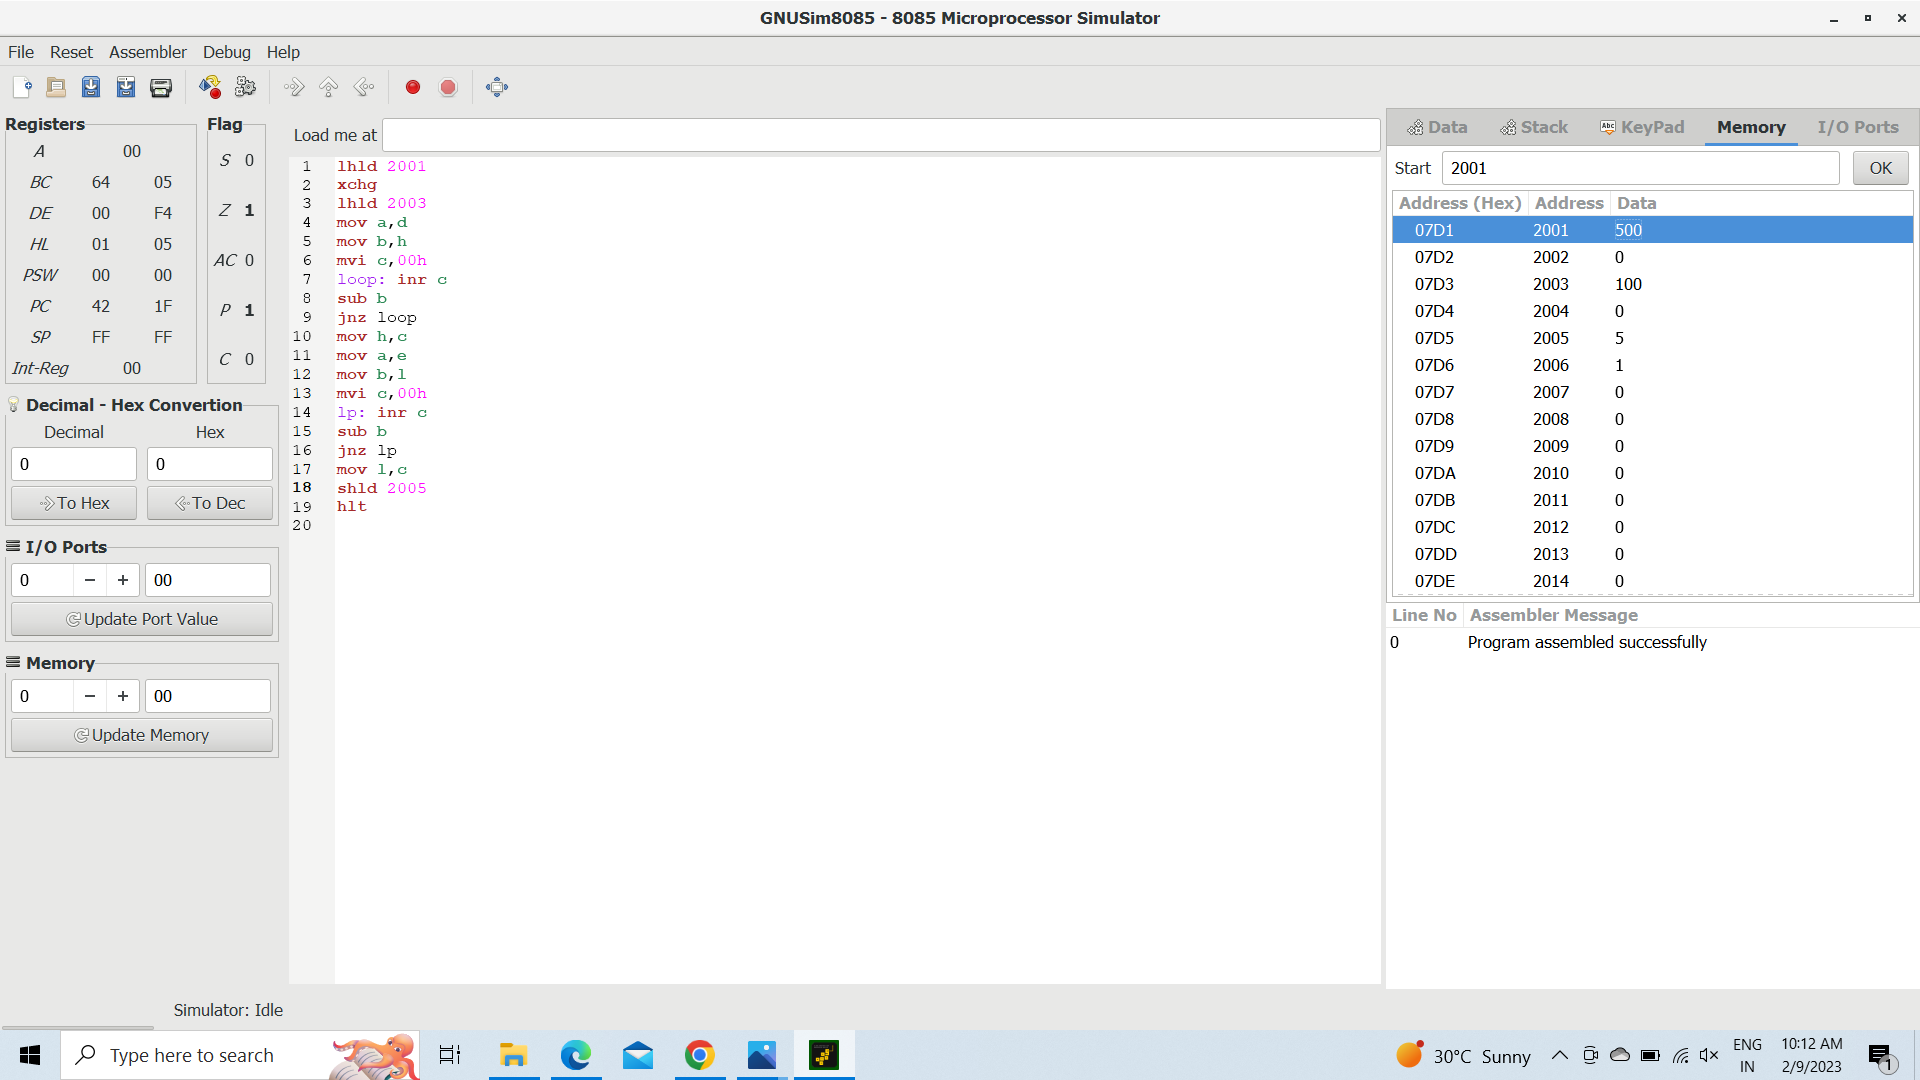 GNUSim8085 - 8085 Microprocessor Simulator
File Reset Assembler Debug Help
Registers
A 00
BC 64 05
DE 00 F4
HL 01 05
PSW 00 00
PC 42 1F
SP FF FF
Int-Reg 00
Flag
S 0
Z 1
AC 0
P 1
C 0
Decimal - Hex Convertion
Decimal Hex
0 0
To Hex To Dec
I/O Ports
0 − + 00
Update Port Value
Memory
0 − + 00
Update Memory
Simulator: Idle
Load me at
1 lhld 2001
2 xchg
3 lhld 2003
4 mov a,d
5 mov b,h
6 mvi c,00h
7 loop: inr c
8 sub b
9 jnz loop
10 mov h,c
11 mov a,e
12 mov b,l
13 mvi c,00h
14 lp: inr c
15 sub b
16 jnz lp
17 mov l,c
18 shld 2005
19 hlt
20
Data Stack Abc KeyPad Memory I/O Ports
Start 2001 OK
Address (Hex) Address Data
07D1 2001 500
07D2 2002 0
07D3 2003 100
07D4 2004 0
07D5 2005 5
07D6 2006 1
07D7 2007 0
07D8 2008 0
07D9 2009 0
07DA 2010 0
07DB 2011 0
07DC 2012 0
07DD 2013 0
07DE 2014 0
Line No Assembler Message
0 Program assembled successfully
Type here to search
30°C Sunny
ENG
IN
10:12 AM
2/9/2023
1